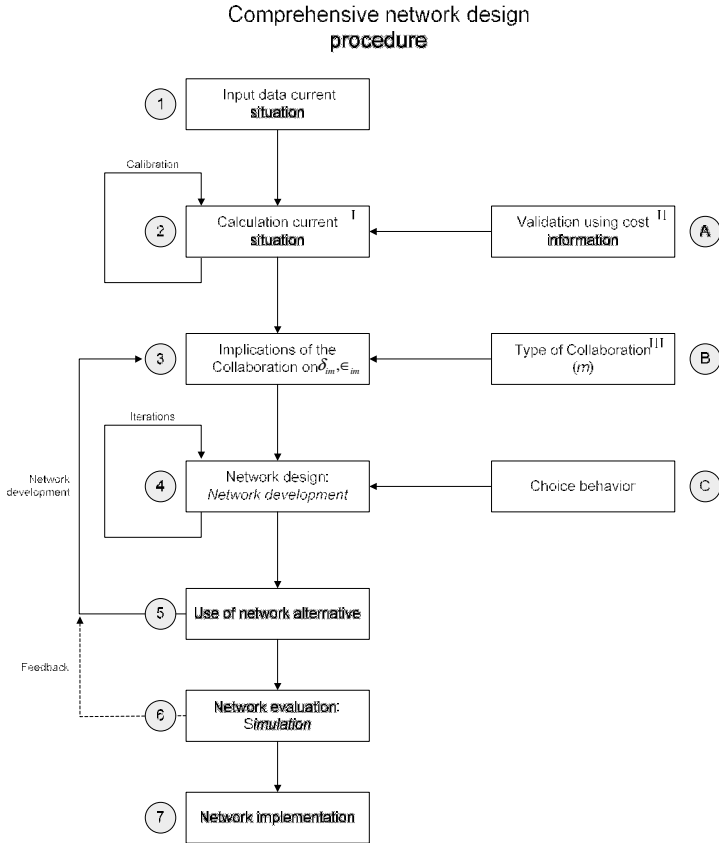 Comprehensive network design
procedure
1
Input data current
situation
Calibration
2
Calculation current
situation
I
Validation using cost
information
II
A
3
Implications of the
Collaboration on δim,∈im
Type of Collaboration
(m)
III
B
Iterations
Network
development
4
Network design:
Network development
Choice behavior
C
5
Use of network alternative
Feedback
6
Network evaluation:
Simulation
7
Network implementation